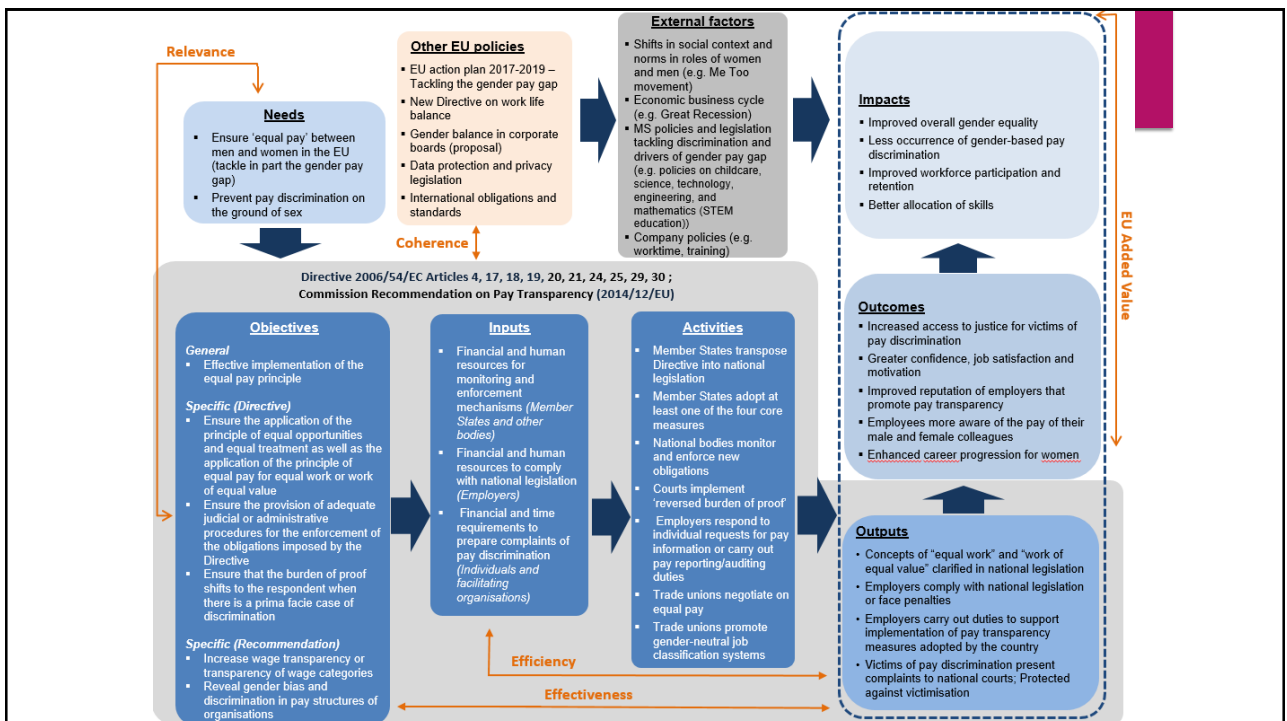 Relevance
Needs
▪ Ensure ‘equal pay’ between
men and women in the EU
(tackle in part the gender pay
gap)
▪ Prevent pay discrimination on
the ground of sex
Other EU policies
▪ EU action plan 2017-2019 –
Tackling the gender pay gap
▪ New Directive on work life
balance
▪ Gender balance in corporate
boards (proposal)
▪ Data protection and privacy
legislation
▪ International obligations and
standards
Coherence
External factors
▪ Shifts in social context and
norms in roles of women and
men (e.g. Me Too
movement)
▪ Economic business cycle
(e.g. Great Recession)
▪ MS policies and legislation
tackling discrimination and
drivers of gender pay gap
(e.g. policies on childcare,
science, technology,
engineering, and
mathematics (STEM
education))
▪ Company policies (e.g.
worktime, training)
Impacts
▪ Improved overall gender equality
▪ Less occurrence of gender-based pay
discrimination
▪ Improved workforce participation and
retention
▪ Better allocation of skills
EU Added Value
Directive 2006/54/EC Articles 4, 17, 18, 19, 20, 21, 24, 25, 29, 30 ;
Commission Recommendation on Pay Transparency (2014/12/EU)
Objectives
General
▪ Effective implementation of the
equal pay principle
Specific (Directive)
▪ Ensure the application of the
principle of equal opportunities
and equal treatment as well as the
application of the principle of
equal pay for equal work or work
of equal value
▪ Ensure the provision of adequate
judicial or administrative
procedures for the enforcement of
the obligations imposed by the
Directive
▪ Ensure that the burden of proof
shifts to the respondent when
there is a prima facie case of
discrimination
Specific (Recommendation)
▪ Increase wage transparency or
transparency of wage categories
▪ Reveal gender bias and
discrimination in pay structures of
organisations
Inputs
▪ Financial and human
resources for
monitoring and
enforcement
mechanisms (Member
States and other
bodies)
▪ Financial and human
resources to comply
with national legislation
(Employers)
▪ Financial and time
requirements to
prepare complaints of
pay discrimination
(Individuals and
facilitating
organisations)
Activities
▪ Member States transpose
Directive into national
legislation
▪ Member States adopt at
least one of the four core
measures
▪ National bodies monitor
and enforce new
obligations
▪ Courts implement
‘reversed burden of proof’
▪ Employers respond to
individual requests for pay
information or carry out
pay reporting/auditing
duties
▪ Trade unions negotiate on
equal pay
▪ Trade unions promote
gender-neutral job
classification systems
Outcomes
▪ Increased access to justice for victims of
pay discrimination
▪ Greater confidence, job satisfaction and
motivation
▪ Improved reputation of employers that
promote pay transparency
▪ Employees more aware of the pay of their
male and female colleagues
▪ Enhanced career progression for women
Outputs
• Concepts of “equal work” and “work of
equal value” clarified in national legislation
• Employers comply with national legislation
or face penalties
• Employers carry out duties to support
implementation of pay transparency
measures adopted by the country
• Victims of pay discrimination present
complaints to national courts; Protected
against victimisation
Efficiency
Effectiveness